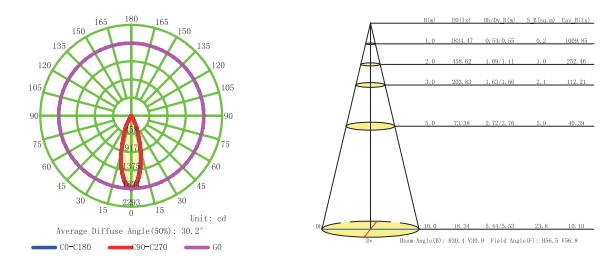 180
150 150
135 135
120 120
105 105
90 90
75 75
60 60
45 45
30 30
15 15
0
917
1375
2293
Unit: cd
Average Diffuse Angle(50%): 30.2°
C0-C180 C90-C270 G0
H(m) E0(lx) Dh/Dv_B(m) S_B(sq.m) Eav_B(lx)
1.0 1834.47 0.54/0.55 0.2 1009.85
2.0 458.62 1.09/1.11 1.0 252.46
3.0 203.83 1.63/1.66 2.1 112.21
5.0 73.38 2.72/2.76 5.9 40.39
10.0 18.34 5.44/5.53 23.8 10.10
Dh
Dv
Beam Angle(B): H30.4 V30.9 Field Angle(F): H56.5 V56.8